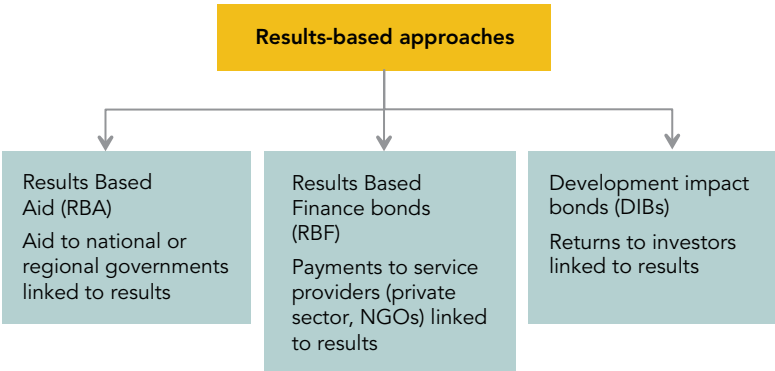 Results-based approaches
Results Based
Aid (RBA)
Aid to national or
regional governments
linked to results
Results Based
Finance bonds
(RBF)
Payments to service
providers (private
sector, NGOs) linked
to results
Development impact
bonds (DIBs)
Returns to investors
linked to results